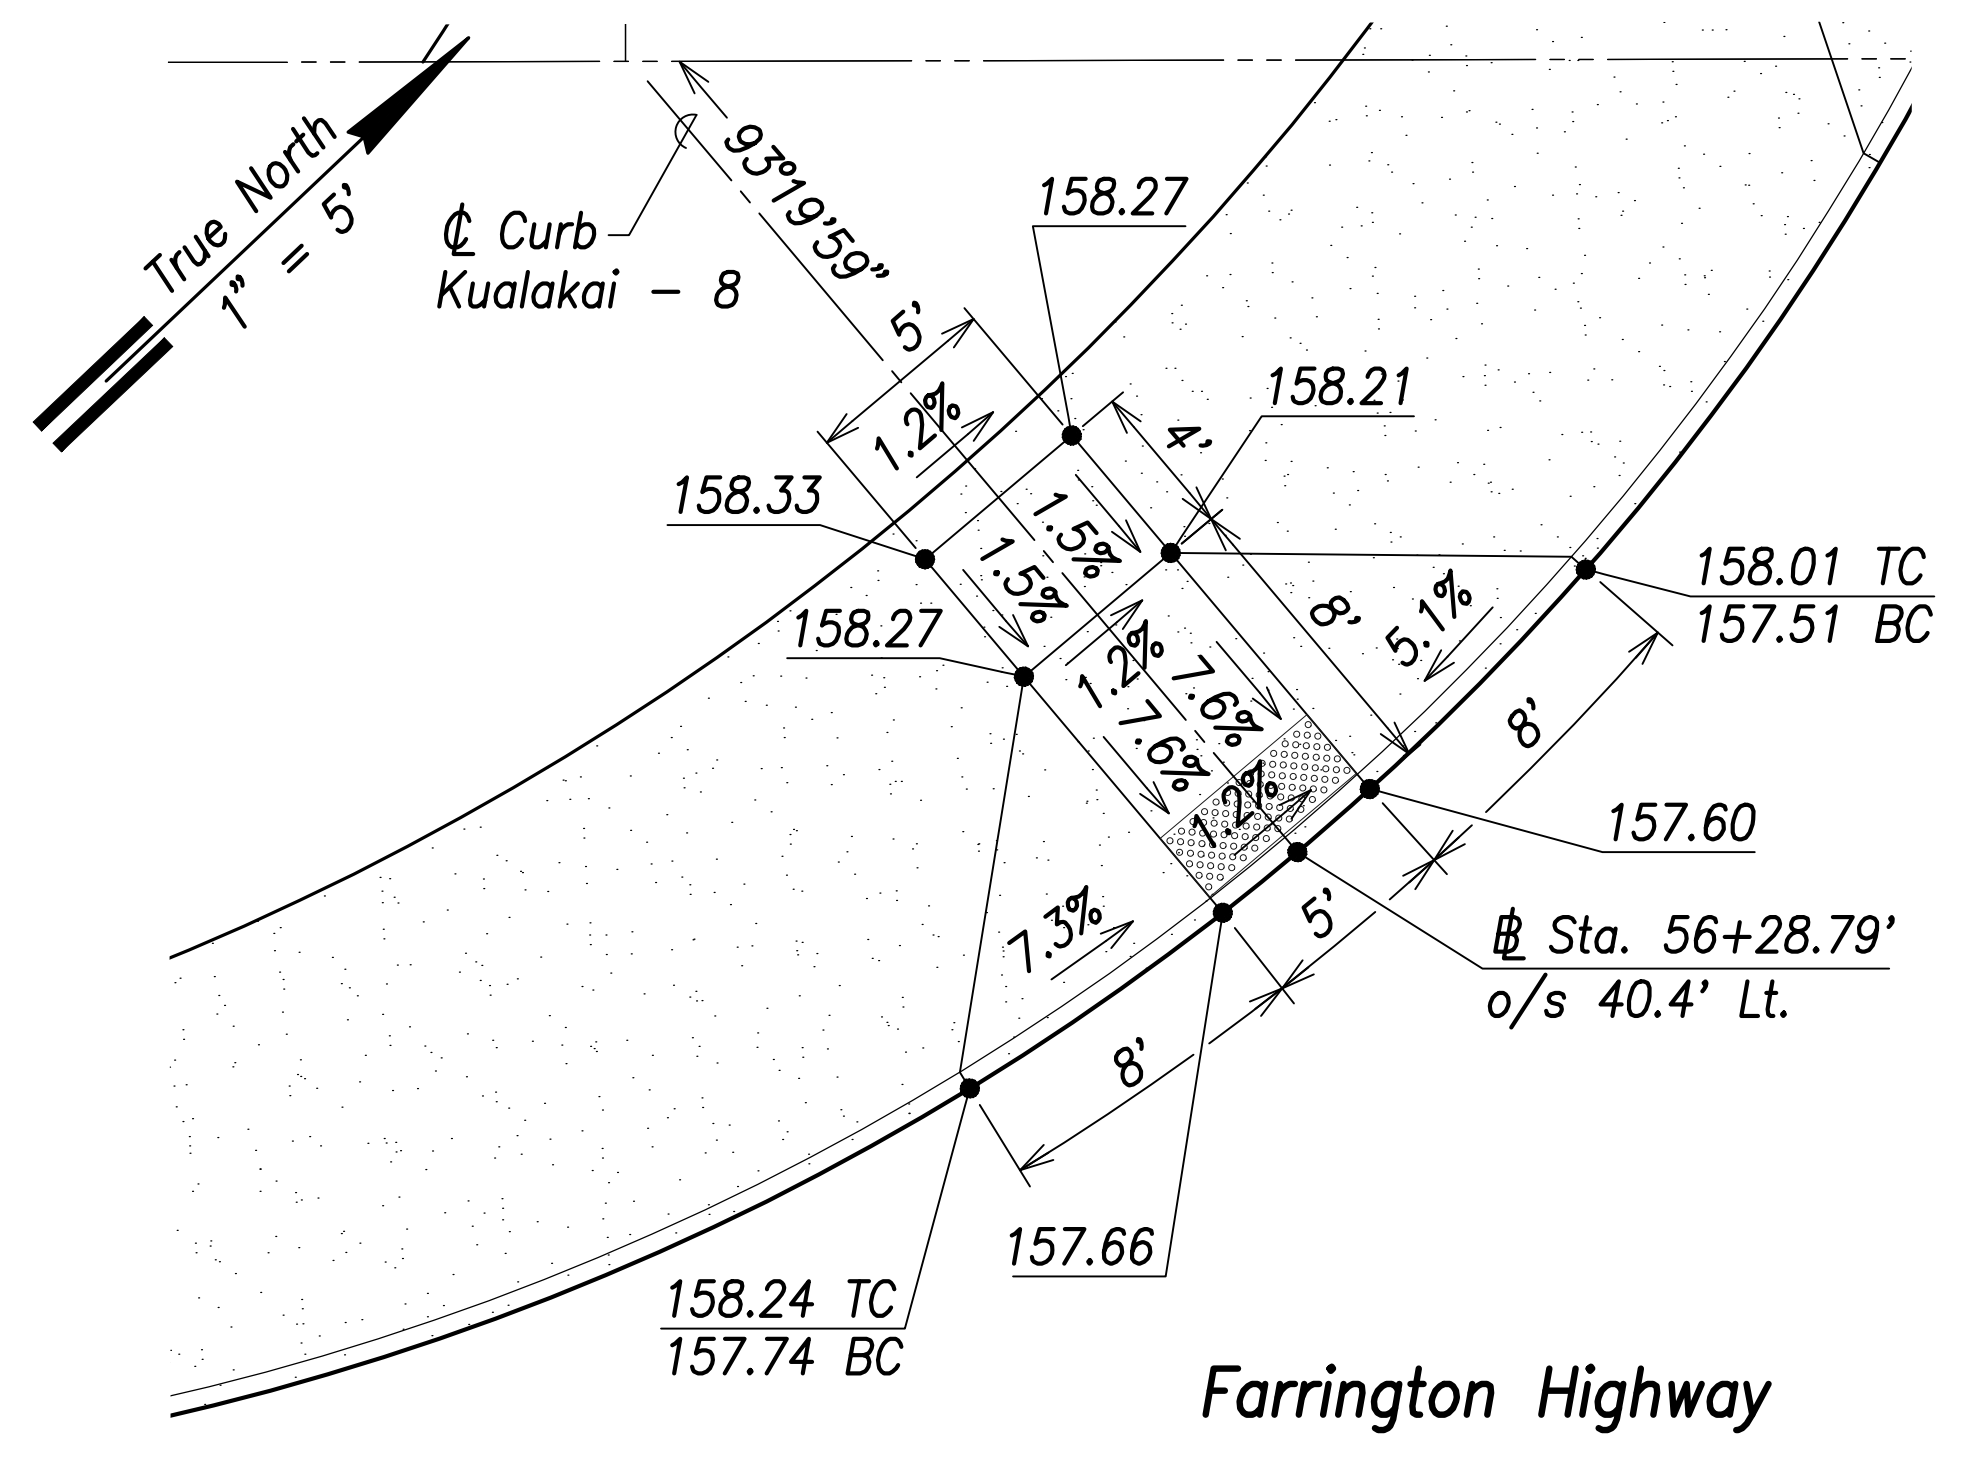 True North
1" = 5'
℄ Curb
Kualakai - 8
93°19'59"
5'
1.2%
158.27
158.21
4'
158.33
1.5%
1.5%
158.27
8'
5.1%
158.01 TC
157.51 BC
1.2%
7.6%
7.6%
8'
1.2%
157.60
7.3%
5'
B̵L Sta. 56+28.79'
o/s 40.4' Lt.
8'
157.66
158.24 TC
157.74 BC
Farrington Highway